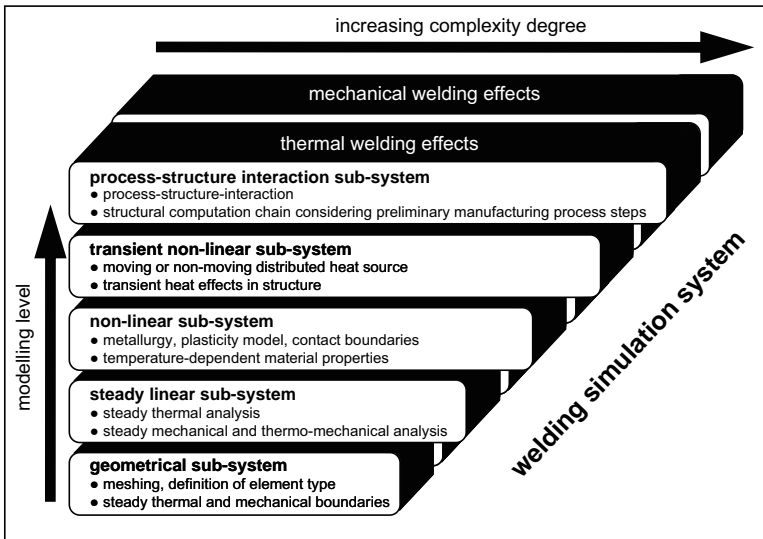 increasing complexity degree
mechanical welding effects
thermal welding effects
process-structure interaction sub-system
● process-structure-interaction
● structural computation chain considering preliminary manufacturing process steps
transient non-linear sub-system
● moving or non-moving distributed heat source
● transient heat effects in structure
non-linear sub-system
● metallurgy, plasticity model, contact boundaries
● temperature-dependent material properties
steady linear sub-system
● steady thermal analysis
● steady mechanical and thermo-mechanical analysis
geometrical sub-system
● meshing, definition of element type
● steady thermal and mechanical boundaries
modelling level
welding simulation system